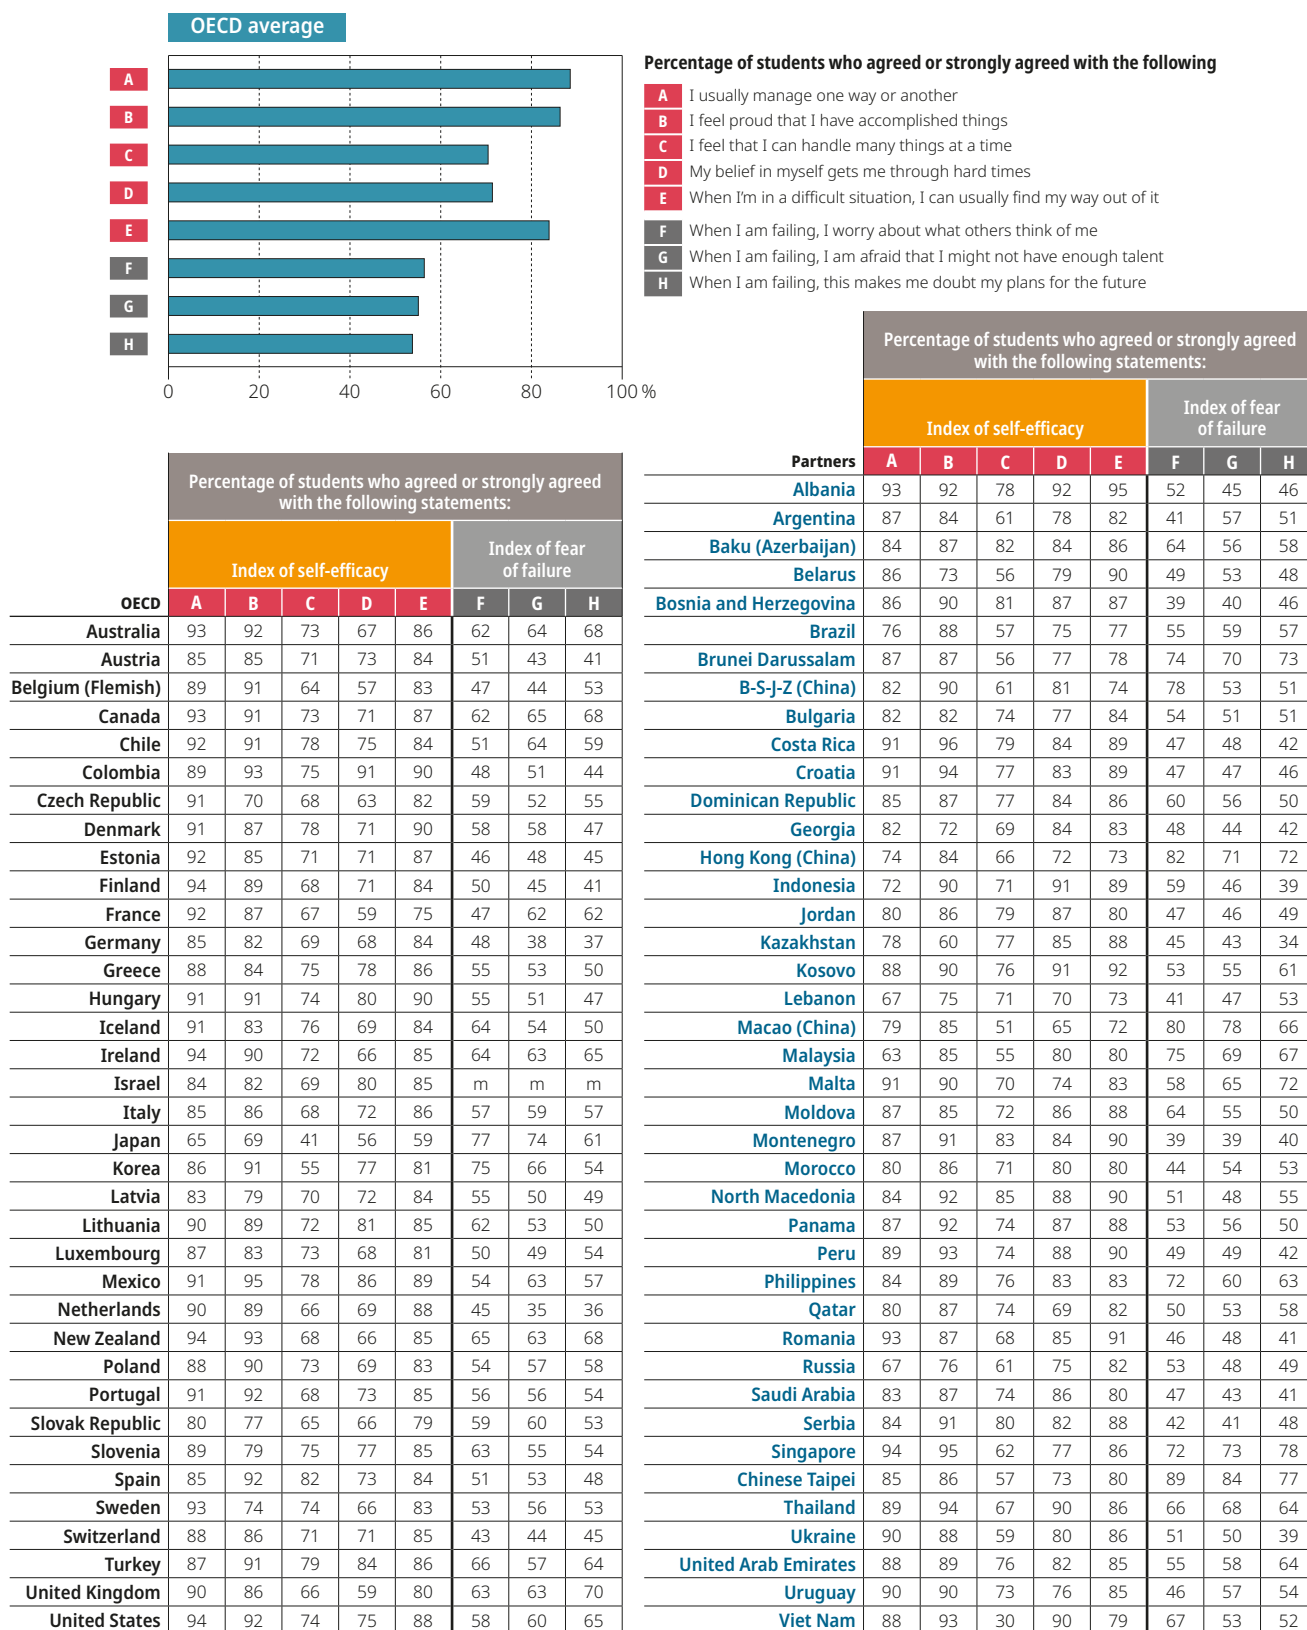 OECD average
A
B
C
D
E
F
G
H
0 20 40 60 80 100 %
Percentage of students who agreed or strongly agreed with the following
A I usually manage one way or another
B I feel proud that I have accomplished things
C I feel that I can handle many things at a time
D My belief in myself gets me through hard times
E When I'm in a difficult situation, I can usually find my way out of it
F When I am failing, I worry about what others think of me
G When I am failing, I am afraid that I might not have enough talent
H When I am failing, this makes me doubt my plans for the future
Percentage of students who agreed or strongly agreed
with the following statements:
Index of self-efficacy
Index of fear
of failure
OECD A B C D E F G H
Australia 93 92 73 67 86 62 64 68
Austria 85 85 71 73 84 51 43 41
Belgium (Flemish) 89 91 64 57 83 47 44 53
Canada 93 91 73 71 87 62 65 68
Chile 92 91 78 75 84 51 64 59
Colombia 89 93 75 91 90 48 51 44
Czech Republic 91 70 68 63 82 59 52 55
Denmark 91 87 78 71 90 58 58 47
Estonia 92 85 71 71 87 46 48 45
Finland 94 89 68 71 84 50 45 41
France 92 87 67 59 75 47 62 62
Germany 85 82 69 68 84 48 38 37
Greece 88 84 75 78 86 55 53 50
Hungary 91 91 74 80 90 55 51 47
Iceland 91 83 76 69 84 64 54 50
Ireland 94 90 72 66 85 64 63 65
Israel 84 82 69 80 85 m m m
Italy 85 86 68 72 86 57 59 57
Japan 65 69 41 56 59 77 74 61
Korea 86 91 55 77 81 75 66 54
Latvia 83 79 70 72 84 55 50 49
Lithuania 90 89 72 81 85 62 53 50
Luxembourg 87 83 73 68 81 50 49 54
Mexico 91 95 78 86 89 54 63 57
Netherlands 90 89 66 69 88 45 35 36
New Zealand 94 93 68 66 85 65 63 68
Poland 88 90 73 69 83 54 57 58
Portugal 91 92 68 73 85 56 56 54
Slovak Republic 80 77 65 66 79 59 60 53
Slovenia 89 79 75 77 85 63 55 54
Spain 85 92 82 73 84 51 53 48
Sweden 93 74 74 66 83 53 56 53
Switzerland 88 86 71 71 85 43 44 45
Turkey 87 91 79 84 86 66 57 64
United Kingdom 90 86 66 59 80 63 63 70
United States 94 92 74 75 88 58 60 65
Percentage of students who agreed or strongly agreed
with the following statements:
Index of self-efficacy
Index of fear
of failure
Partners A B C D E F G H
Albania 93 92 78 92 95 52 45 46
Argentina 87 84 61 78 82 41 57 51
Baku (Azerbaijan) 84 87 82 84 86 64 56 58
Belarus 86 73 56 79 90 49 53 48
Bosnia and Herzegovina 86 90 81 87 87 39 40 46
Brazil 76 88 57 75 77 55 59 57
Brunei Darussalam 87 87 56 77 78 74 70 73
B-S-J-Z (China) 82 90 61 81 74 78 53 51
Bulgaria 82 82 74 77 84 54 51 51
Costa Rica 91 96 79 84 89 47 48 42
Croatia 91 94 77 83 89 47 47 46
Dominican Republic 85 87 77 84 86 60 56 50
Georgia 82 72 69 84 83 48 44 42
Hong Kong (China) 74 84 66 72 73 82 71 72
Indonesia 72 90 71 91 89 59 46 39
Jordan 80 86 79 87 80 47 46 49
Kazakhstan 78 60 77 85 88 45 43 34
Kosovo 88 90 76 91 92 53 55 61
Lebanon 67 75 71 70 73 41 47 53
Macao (China) 79 85 51 65 72 80 78 66
Malaysia 63 85 55 80 80 75 69 67
Malta 91 90 70 74 83 58 65 72
Moldova 87 85 72 86 88 64 55 50
Montenegro 87 91 83 84 90 39 39 40
Morocco 80 86 71 80 80 44 54 53
North Macedonia 84 92 85 88 90 51 48 55
Panama 87 92 74 87 88 53 56 50
Peru 89 93 74 88 90 49 49 42
Philippines 84 89 76 83 83 72 60 63
Qatar 80 87 74 69 82 50 53 58
Romania 93 87 68 85 91 46 48 41
Russia 67 76 61 75 82 53 48 49
Saudi Arabia 83 87 74 86 80 47 43 41
Serbia 84 91 80 82 88 42 41 48
Singapore 94 95 62 77 86 72 73 78
Chinese Taipei 85 86 57 73 80 89 84 77
Thailand 89 94 67 90 86 66 68 64
Ukraine 90 88 59 80 86 51 50 39
United Arab Emirates 88 89 76 82 85 55 58 64
Uruguay 90 90 73 76 85 46 57 54
Viet Nam 88 93 30 90 79 67 53 52